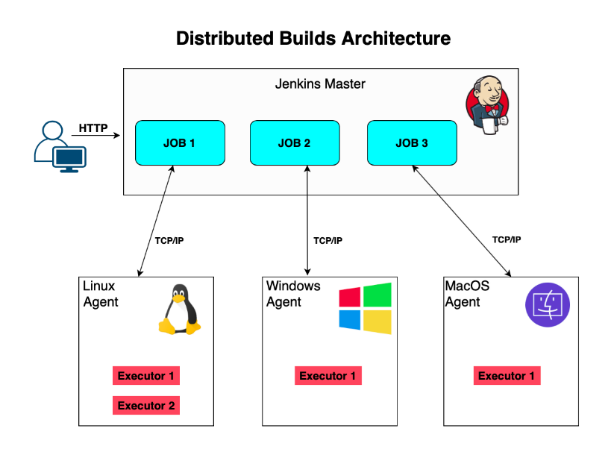 Distributed Builds Architecture
Jenkins Master
HTTP
JOB 1
JOB 2
JOB 3
TCP/IP
TCP/IP
TCP/IP
Linux
Agent
Windows
Agent
MacOS
Agent
Executor 1
Executor 1
Executor 1
Executor 2